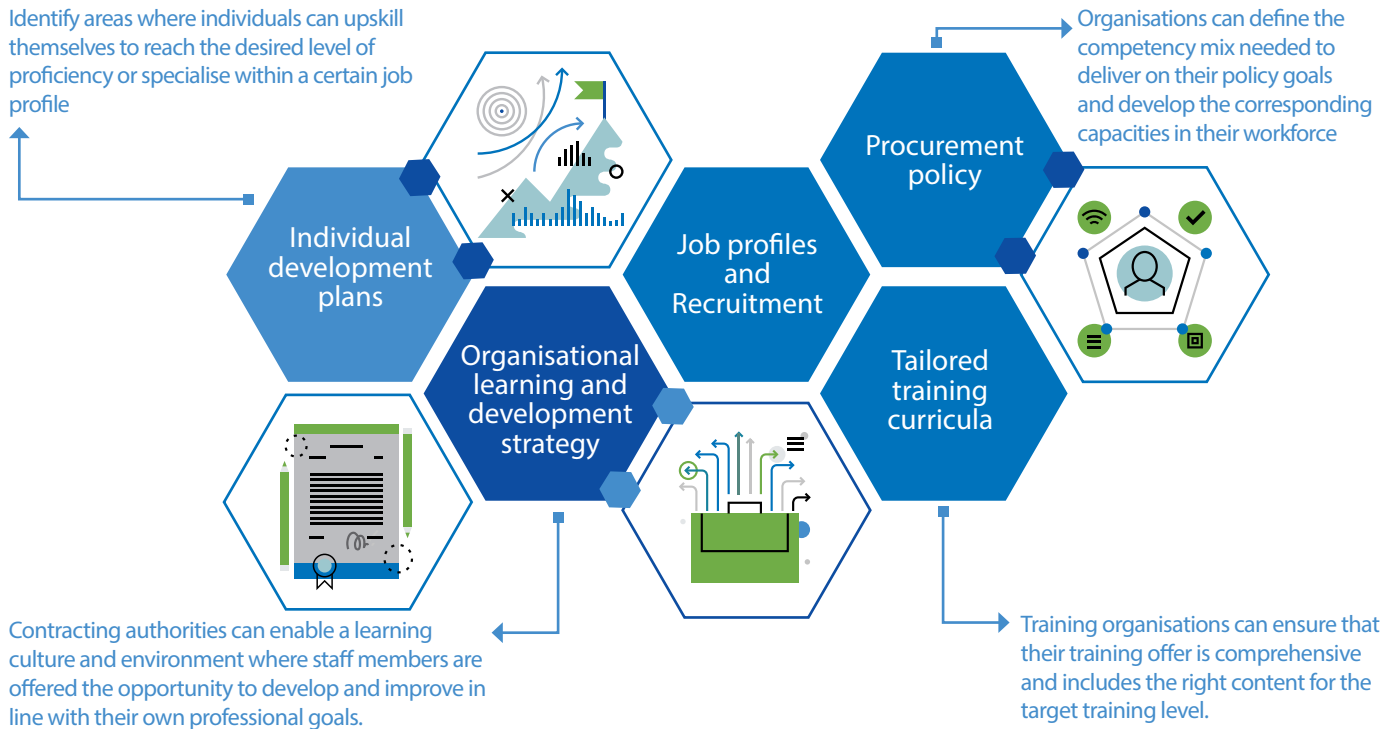 Identify areas where individuals can upskill
themselves to reach the desired level of
proficiency or specialise within a certain job
profile
Organisations can define the
competency mix needed to
deliver on their policy goals
and develop the corresponding
capacities in their workforce
Procurement
policy
Individual
development
plans
Job profiles
and
Recruitment
Organisational
learning and
development
strategy
Tailored
training
curricula
Contracting authorities can enable a learning
culture and environment where staff members are
offered the opportunity to develop and improve in
line with their own professional goals.
Training organisations can ensure that
their training offer is comprehensive
and includes the right content for the
target training level.